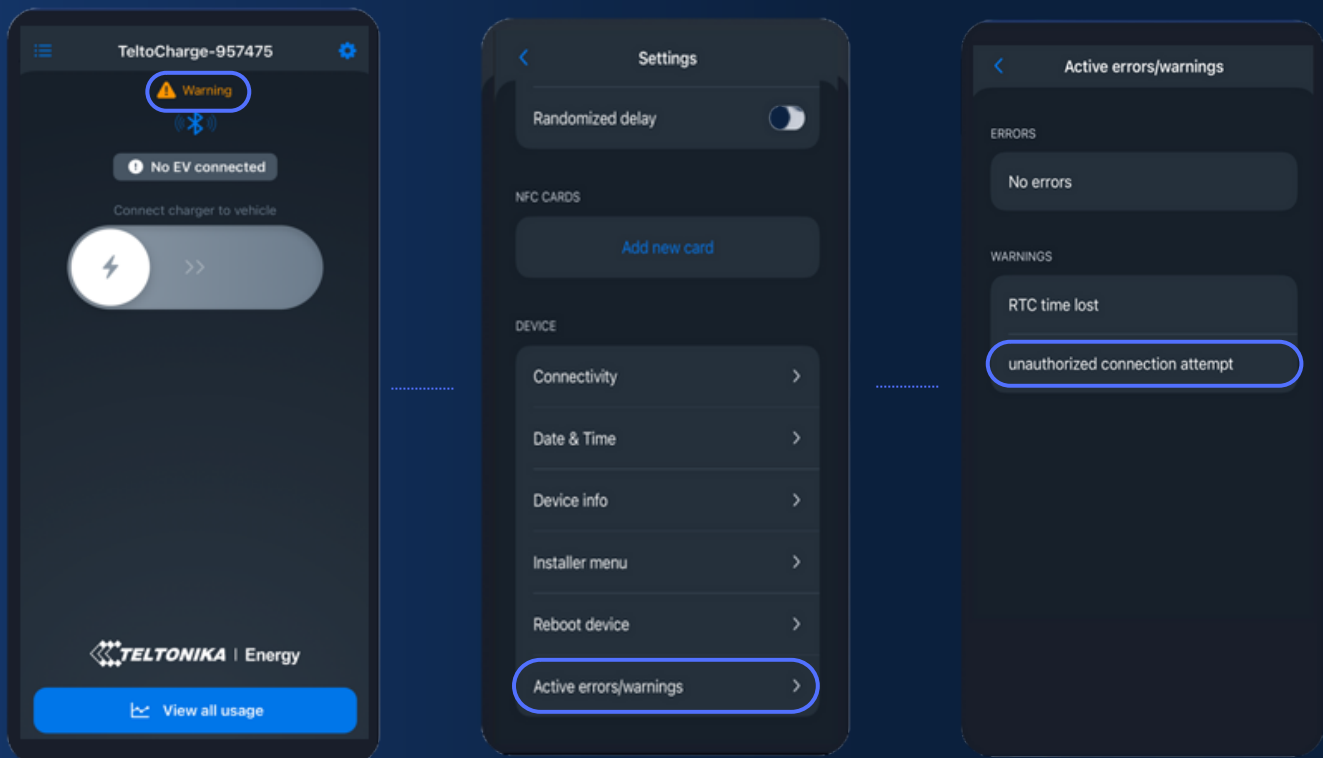 TeltoCharge-957475
Warning
No EV connected
Connect charger to vehicle
TELTONIKA | Energy
View all usage
Settings
Randomized delay
NFC CARDS
Add new card
DEVICE
Connectivity
Date & Time
Device info
Installer menu
Reboot device
Active errors/warnings
Active errors/warnings
ERRORS
No errors
WARNINGS
RTC time lost
unauthorized connection attempt